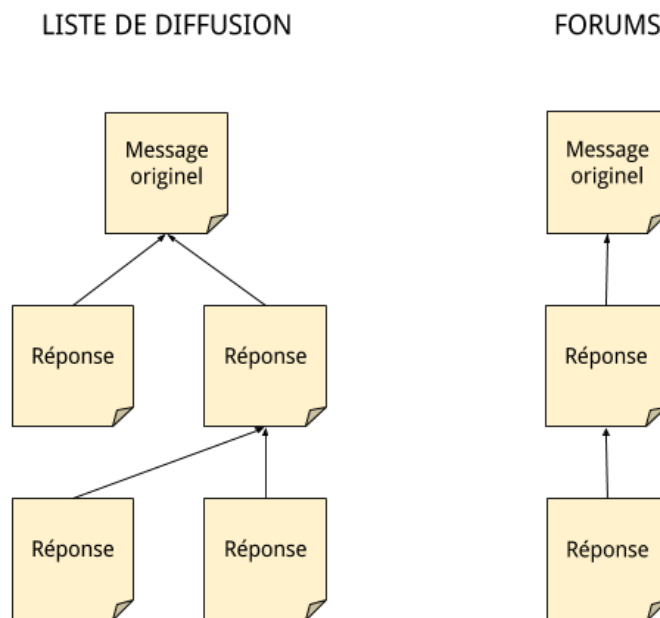 LISTE DE DIFFUSION
FORUMS
Message
originel
Message
originel
Réponse
Réponse
Réponse
Réponse
Réponse
Réponse